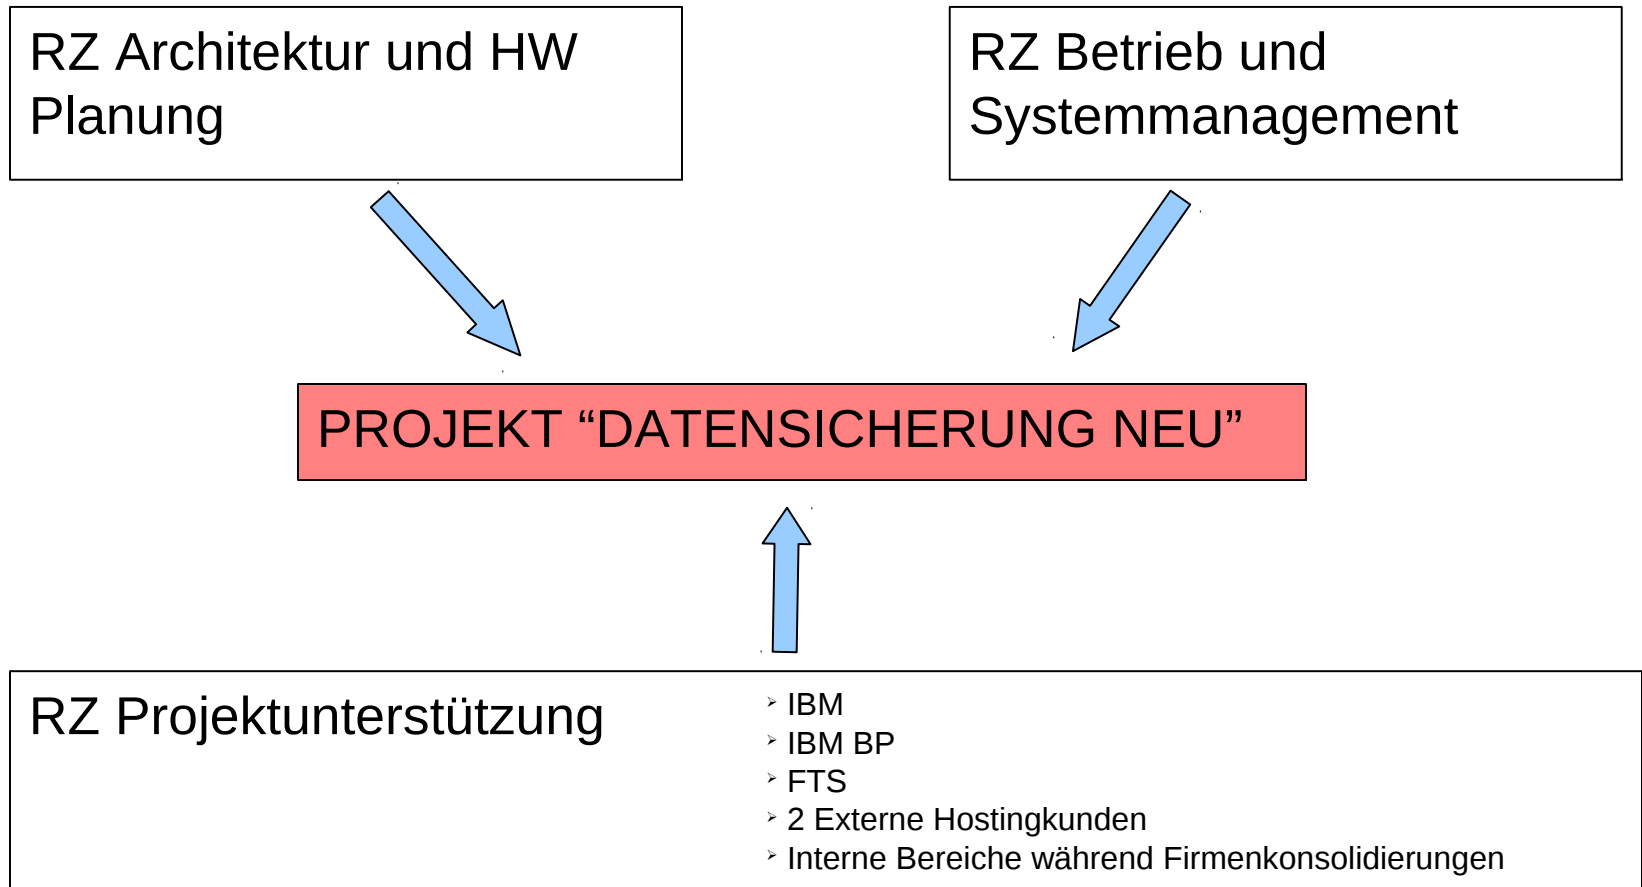 RZ Architektur und HW
Planung
RZ Betrieb und
Systemmanagement
PROJEKT “DATENSICHERUNG NEU”
RZ Projektunterstützung
➢ IBM
➢ IBM BP
➢ FTS
➢ 2 Externe Hostingkunden
➢ Interne Bereiche während Firmenkonsolidierungen